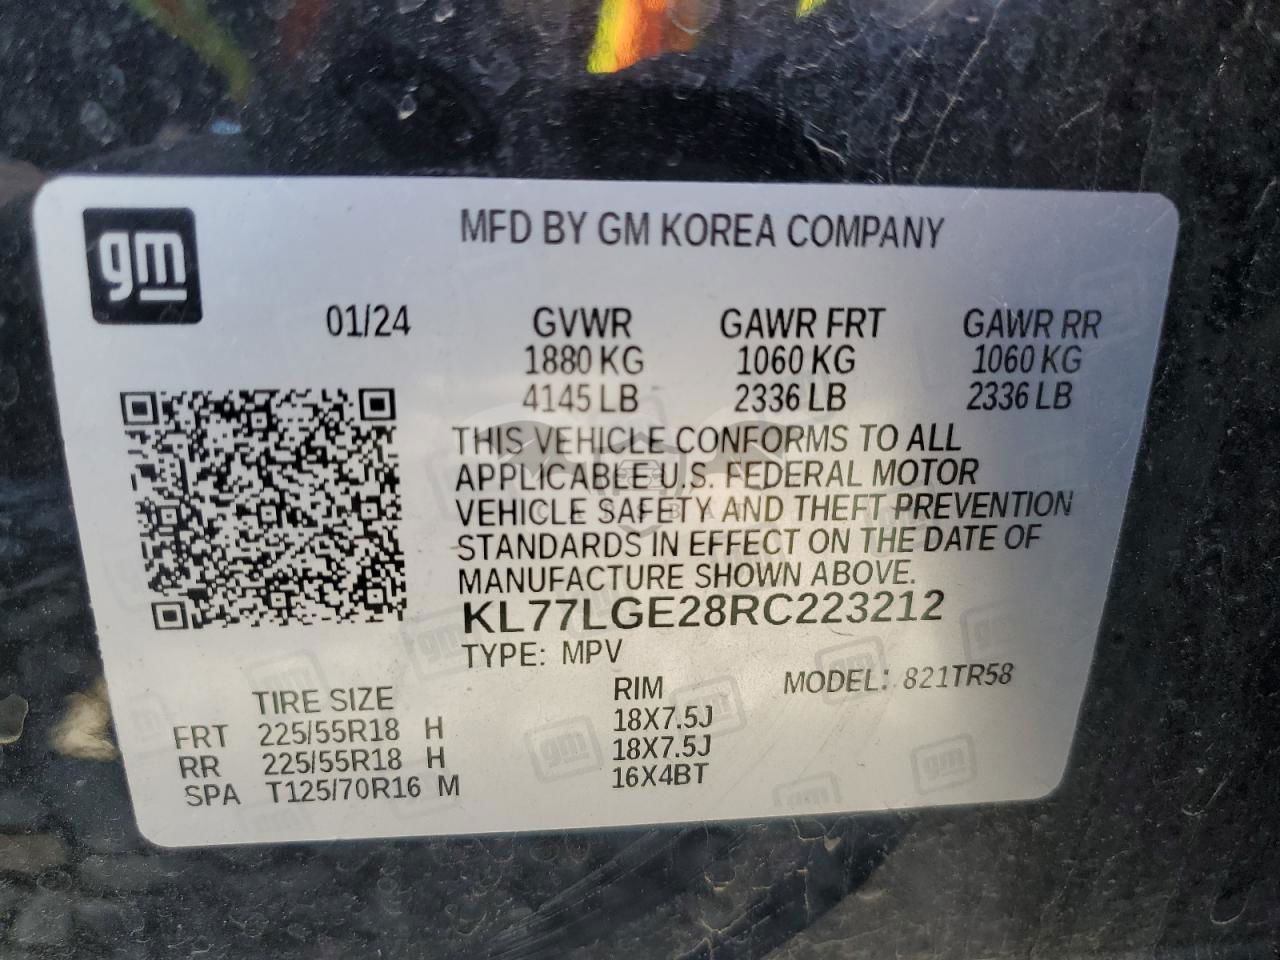 gm
MFD BY GM KOREA COMPANY
01/24 GVWR GAWR FRT GAWR RR
1880 KG 1060 KG 1060 KG
4145 LB 2336 LB 2336 LB
THIS VEHICLE CONFORMS TO ALL
APPLICABLE U.S. FEDERAL MOTOR
VEHICLE SAFETY AND THEFT PREVENTION
STANDARDS IN EFFECT ON THE DATE OF
MANUFACTURE SHOWN ABOVE.
KL77LGE28RC223212
TYPE: MPV MODEL: 821TR58
TIRE SIZE RIM
FRT 225/55R18 H 18X7.5J
RR 225/55R18 H 18X7.5J
SPA T125/70R16 M 16X4BT